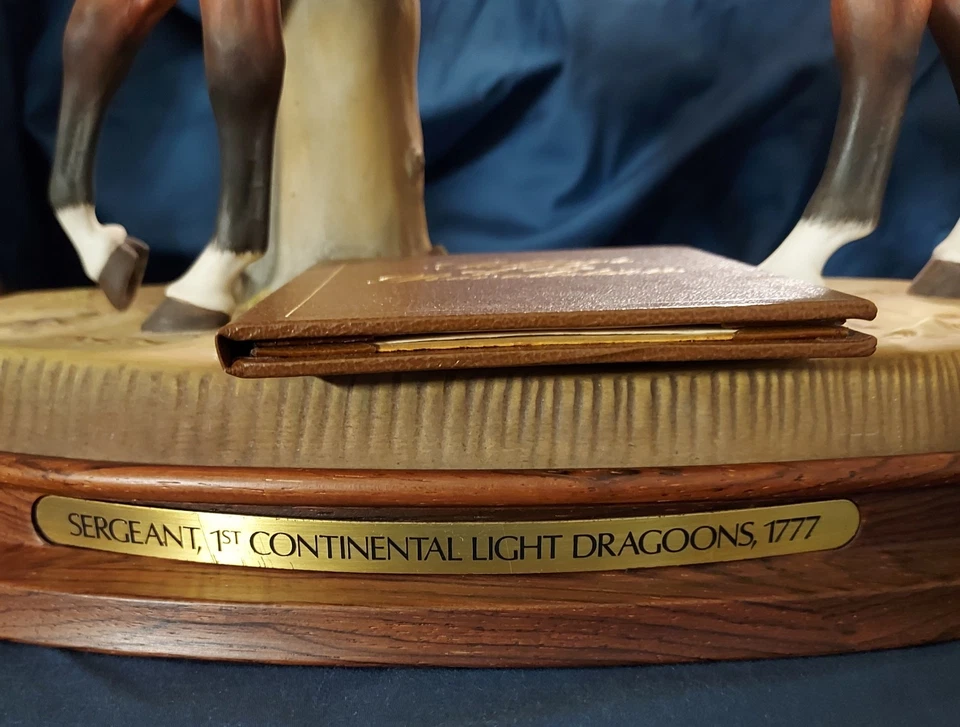 SERGEANT, 1ST CONTINENTAL LIGHT DRAGOONS, 1777